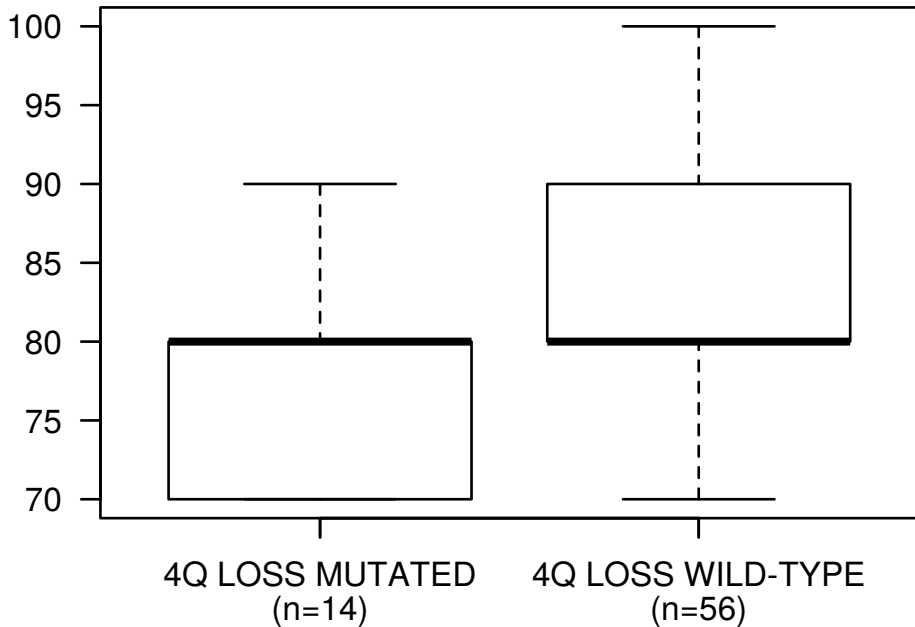 100
95
90
85
80
75
70
4Q LOSS MUTATED
(n=14)
4Q LOSS WILD-TYPE
(n=56)